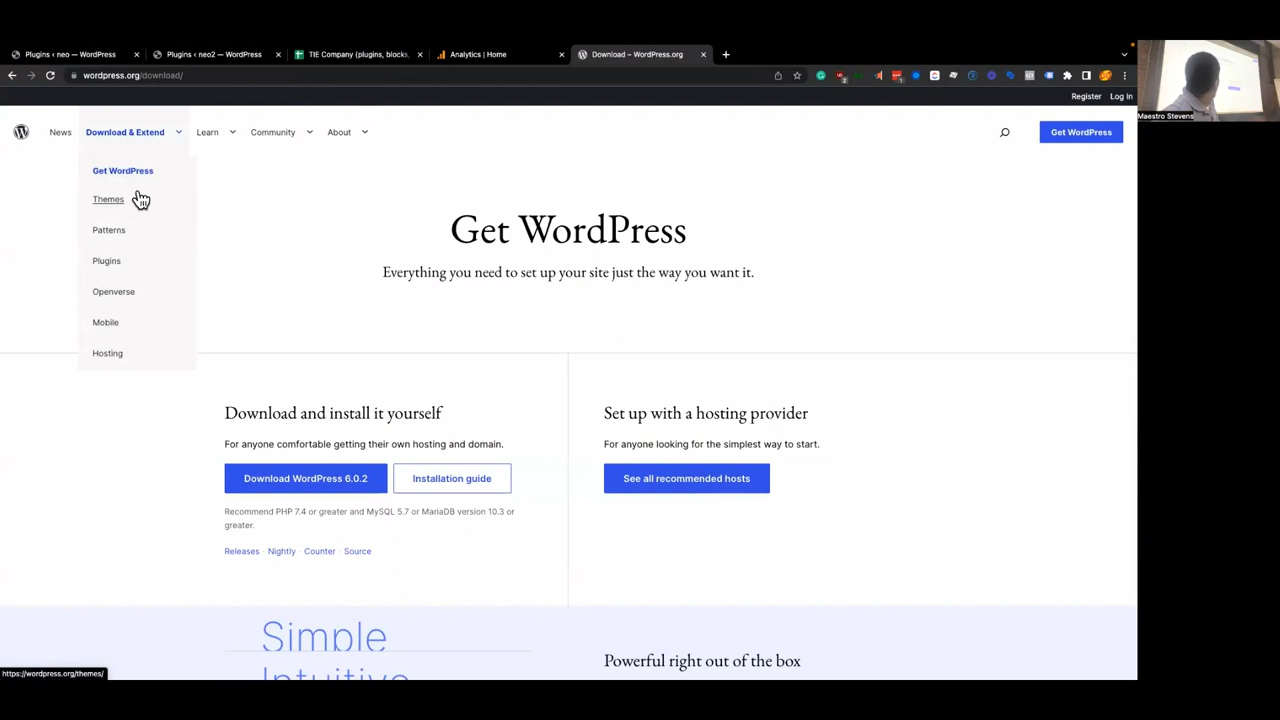 Plugins ‹ neo — WordPress
Plugins ‹ neo2 — WordPress
TIE Company (plugins, blocks,
Analytics | Home
Download – WordPress.org
wordpress.org/download/
Register
Log In
News
Download & Extend
Learn
Community
About
Get WordPress
Get WordPress
Themes
Patterns
Plugins
Openverse
Mobile
Hosting
Get WordPress
Everything you need to set up your site just the way you want it.
Download and install it yourself
For anyone comfortable getting their own hosting and domain.
Download WordPress 6.0.2
Installation guide
Recommend PHP 7.4 or greater and MySQL 5.7 or MariaDB version 10.3 or
greater.
Releases · Nightly · Counter · Source
Set up with a hosting provider
For anyone looking for the simplest way to start.
See all recommended hosts
Simple
Intuitive
Powerful right out of the box
https://wordpress.org/themes/
Maestro Stevens